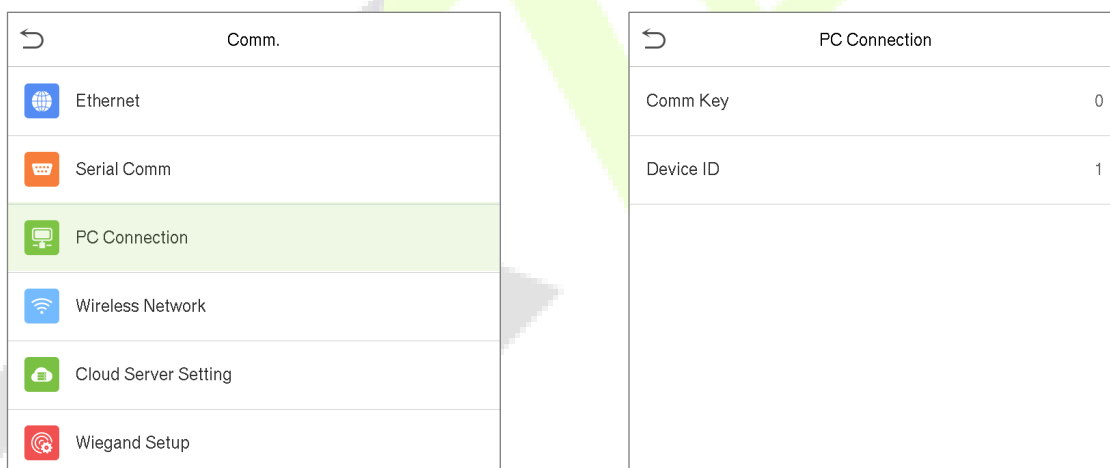 Comm.
Ethernet
Serial Comm
PC Connection
Wireless Network
Cloud Server Setting
Wiegand Setup
PC Connection
Comm Key 0
Device ID 1